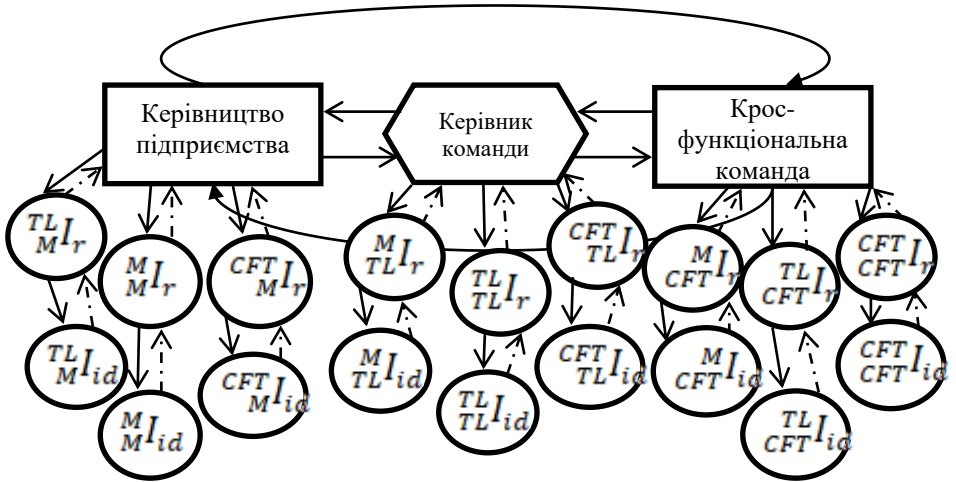 Керівництво
підприємства
Керівник
команди
Крос-
функціональна
команда
TL M I r
M M I r
CFT M I r
M TL I r
TL TL I r
CFT TL I r
M CFT I r
TL CFT I r
CFT CFT I r
TL M I id
M M I id
CFT M I id
M TL I id
TL TL I id
CFT TL I id
M CFT I id
TL CFT I id
CFT CFT I id